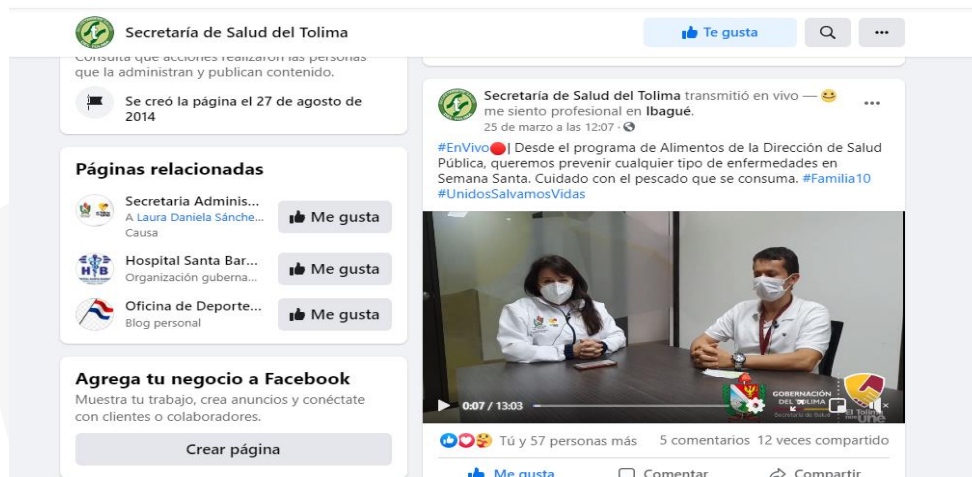 Secretaría de Salud del Tolima
Te gusta
Consulta qué acciones realizaron las personas
que la administran y publican contenido.
Se creó la página el 27 de agosto de
2014
Páginas relacionadas
Secretaria Adminis...
A Laura Daniela Sánche...
Causa
Me gusta
Hospital Santa Bar...
Organización guberna...
Me gusta
Oficina de Deporte...
Blog personal
Me gusta
Agrega tu negocio a Facebook
Muestra tu trabajo, crea anuncios y conéctate
con clientes o colaboradores.
Crear página
Secretaría de Salud del Tolima transmitió en vivo —
me siento profesional en Ibagué.
25 de marzo a las 12:07 ·
#EnVivo | Desde el programa de Alimentos de la Dirección de Salud
Pública, queremos prevenir cualquier tipo de enfermedades en
Semana Santa. Cuidado con el pescado que se consuma. #Familia10
#UnidosSalvamosVidas
0:07 / 13:03
GOBERNACIÓN
DEL TOLIMA
Secretaría de Salud
El Tolima
une
Tú y 57 personas más
5 comentarios 12 veces compartido
Me gusta
Comentar
Compartir